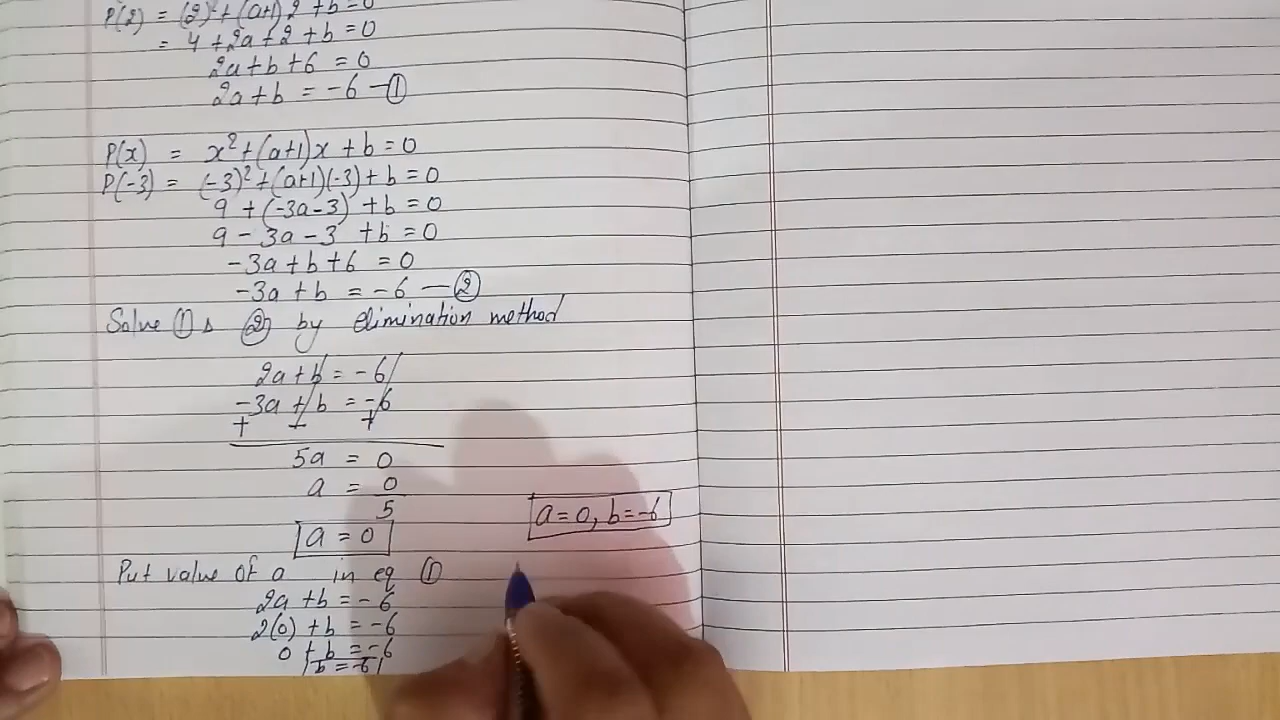 P(2) = (2)² + (a+1) 2 + b = 0
= 4 + 2a + 2 + b = 0
2a + b + 6 = 0
2a + b = -6 — ①
P(x) = x² + (a+1)x + b = 0
P(-3) = (-3)² + (a+1)(-3) + b = 0
9 + (-3a-3) + b = 0
9 - 3a - 3 + b = 0
-3a + b + 6 = 0
-3a + b = -6 — ②
Solve ① & ② by elimination method
2a + b = -6
-3a + b = -6
+ - +
5a = 0
a = 0
5
a = 0
a = 0, b = -6
Put value of a in eq ①
2a + b = -6
2(0) + b = -6
0 + b = -6
b = -6